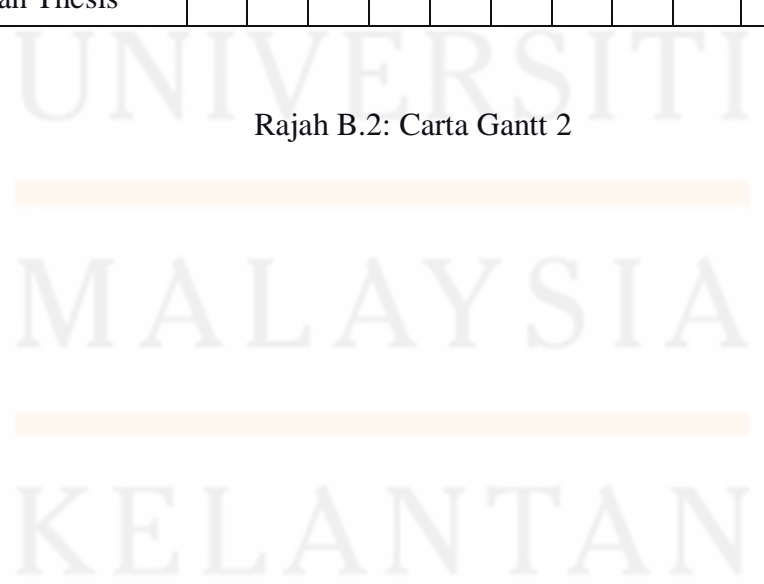 Thesis
UNIVERSITI
Rajah B.2: Carta Gantt 2
MALAYSIA
KELANTAN